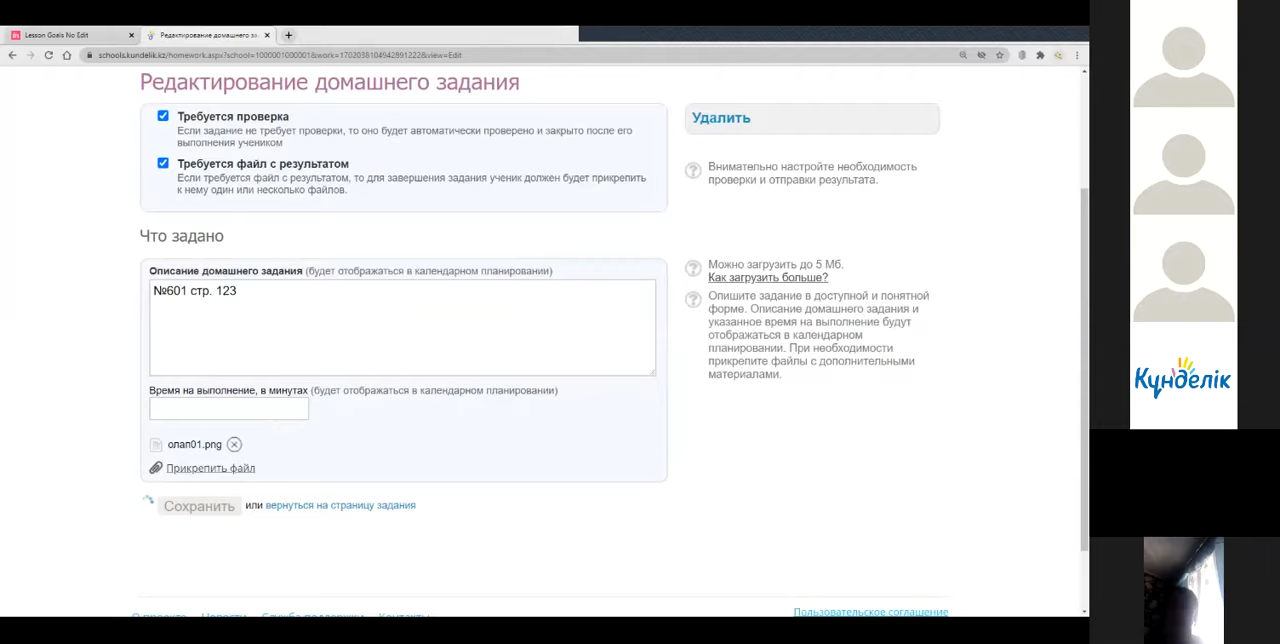 Lesson Goals No Edit
Редактирование домашнего за
schools.kundelik.kz/homework.aspx?school=1000001000001&work=1702038104942891222&view=Edit
Редактирование домашнего задания
Требуется проверка
Если задание не требует проверки, то оно будет автоматически проверено и закрыто после его
выполнения учеником
Требуется файл с результатом
Если требуется файл с результатом, то для завершения задания ученик должен будет прикрепить
к нему один или несколько файлов.
Удалить
Внимательно настройте необходимость
проверки и отправки результата.
Что задано
Описание домашнего задания (будет отображаться в календарном планировании)
№601 стр. 123
Время на выполнение, в минутах (будет отображаться в календарном планировании)
олап01.png
Прикрепить файл
Можно загрузить до 5 Мб.
Как загрузить больше?
Опишите задание в доступной и понятной
форме. Описание домашнего задания и
указанное время на выполнение будут
отображаться в календарном
планировании. При необходимости
прикрепите файлы с дополнительными
материалами.
Сохранить или вернуться на страницу задания
О проекте Новости Служба поддержки Контакты
Пользовательское соглашение
Күнделік